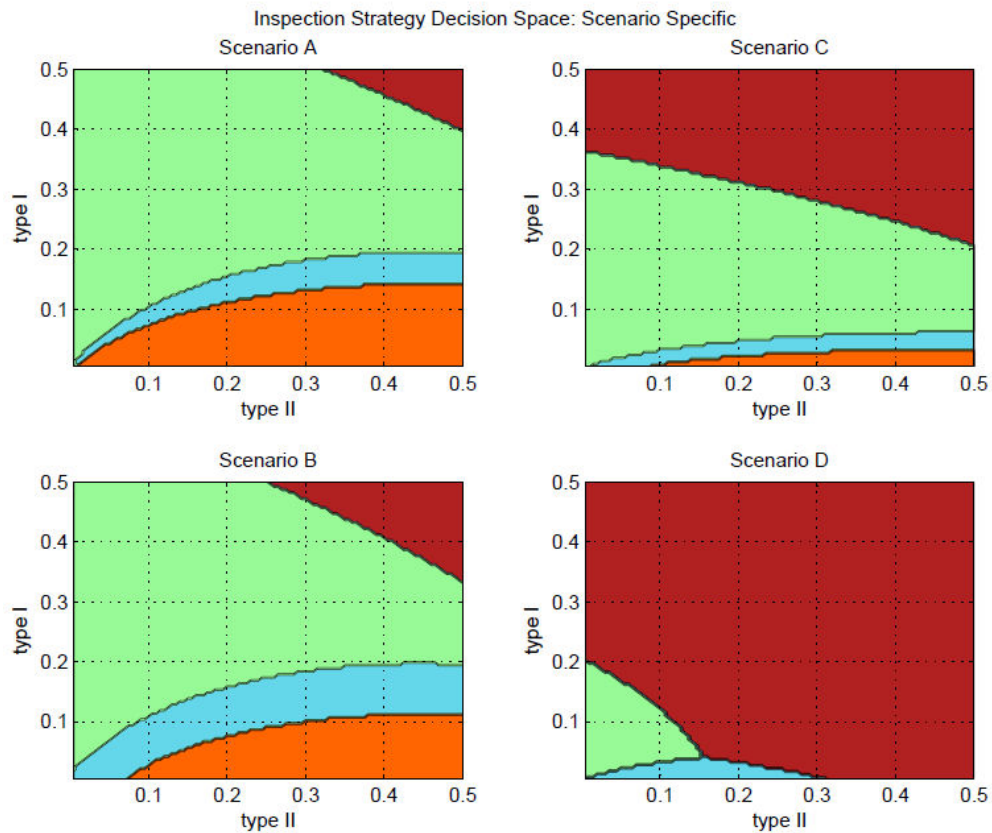 Inspection Strategy Decision Space: Scenario Specific
Scenario A
0.5
0.4
0.3
0.2
0.1
type I
0.1 0.2 0.3 0.4 0.5
type II
Scenario C
0.5
0.4
0.3
0.2
0.1
type I
0.1 0.2 0.3 0.4 0.5
type II
Scenario B
0.5
0.4
0.3
0.2
0.1
type I
0.1 0.2 0.3 0.4 0.5
type II
Scenario D
0.5
0.4
0.3
0.2
0.1
type I
0.1 0.2 0.3 0.4 0.5
type II